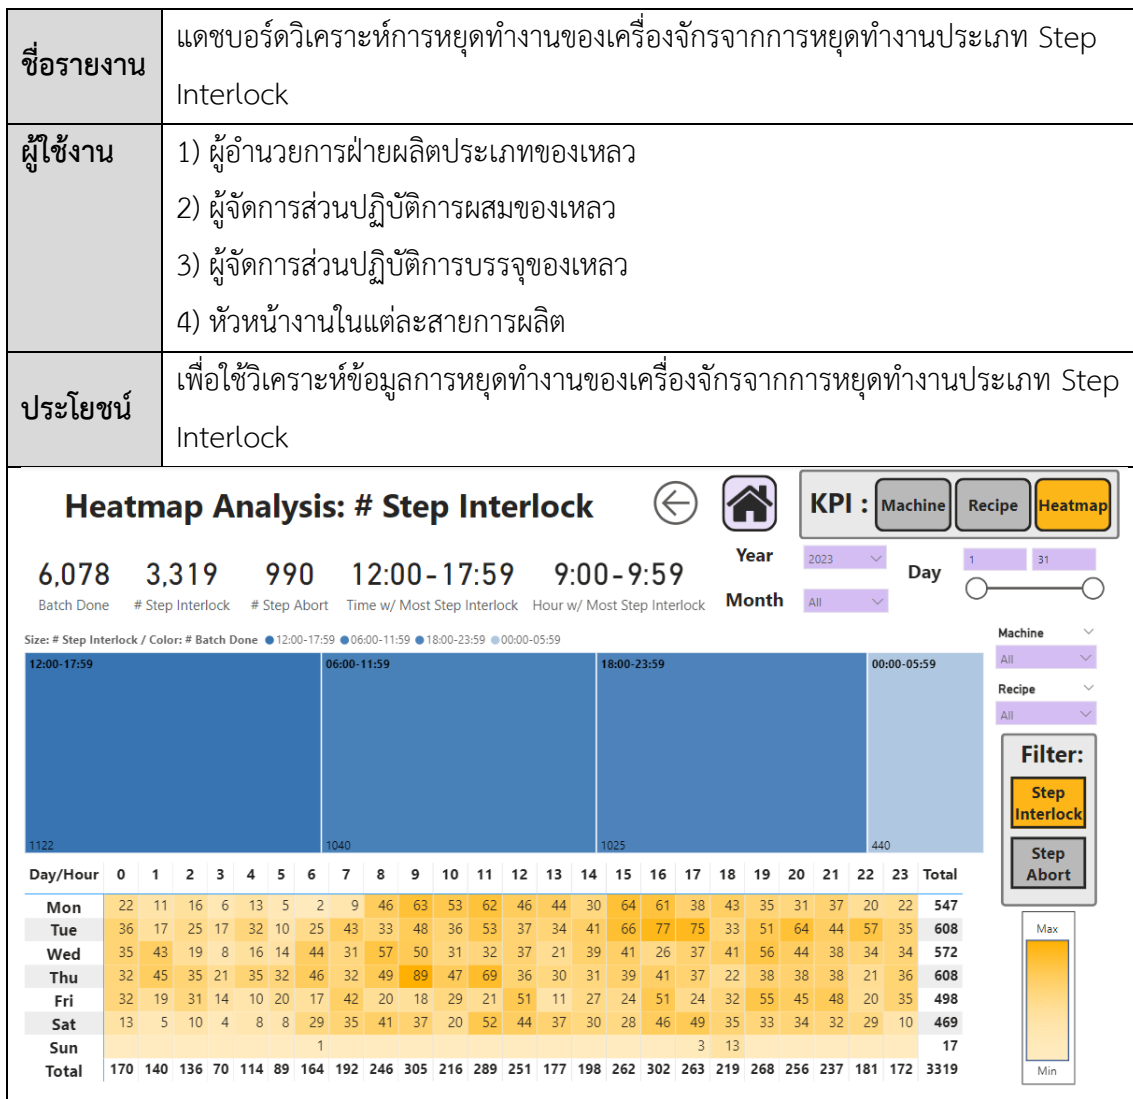 ชื่อรายงาน
แดชบอร์ดวิเคราะห์การหยุดทำงานของเครื่องจักรจากการหยุดทำงานประเภท Step
Interlock
ผู้ใช้งาน
1) ผู้อำนวยการฝ่ายผลิตประเภทของเหลว
2) ผู้จัดการส่วนปฏิบัติการผสมของเหลว
3) ผู้จัดการส่วนปฏิบัติการบรรจุของเหลว
4) หัวหน้างานในแต่ละสายการผลิต
ประโยชน์
เพื่อใช้วิเคราะห์ข้อมูลการหยุดทำงานของเครื่องจักรจากการหยุดทำงานประเภท Step
Interlock
Heatmap Analysis: # Step Interlock
KPI : Machine Recipe Heatmap
6,078 3,319 990 12:00-17:59 9:00-9:59
Batch Done # Step Interlock # Step Abort Time w/ Most Step Interlock Hour w/ Most Step Interlock
Year 2023
Month All
Day 1 31
Size: # Step Interlock / Color: # Batch Done 12:00-17:59 06:00-11:59 18:00-23:59 00:00-05:59
12:00-17:59 06:00-11:59 18:00-23:59 00:00-05:59
1122 1040 1025 440
Machine
All
Recipe
All
Filter:
Step
Interlock
Step
Abort
Day/Hour 0 1 2 3 4 5 6 7 8 9 10 11 12 13 14 15 16 17 18 19 20 21 22 23 Total
Mon 22 11 16 6 13 5 2 9 46 63 53 62 46 44 30 64 61 38 43 35 31 37 20 22 547
Tue 36 17 25 17 32 10 25 43 33 48 36 53 37 34 41 66 77 75 33 51 64 44 57 35 608
Wed 35 43 19 8 16 14 44 31 57 50 31 32 37 21 39 41 26 37 41 56 44 38 34 34 572
Thu 32 45 35 21 35 32 46 32 49 89 47 69 36 30 31 39 41 37 22 38 38 38 21 36 608
Fri 32 19 31 14 10 20 17 42 20 18 29 21 51 11 27 24 51 24 32 55 45 48 20 35 498
Sat 13 5 10 4 8 8 29 35 41 37 20 52 44 37 30 28 46 49 35 33 34 32 29 10 469
Sun 1 3 13 17
Total 170 140 136 70 114 89 164 192 246 305 216 289 251 177 198 262 302 263 219 268 256 237 181 172 3319
Max
Min